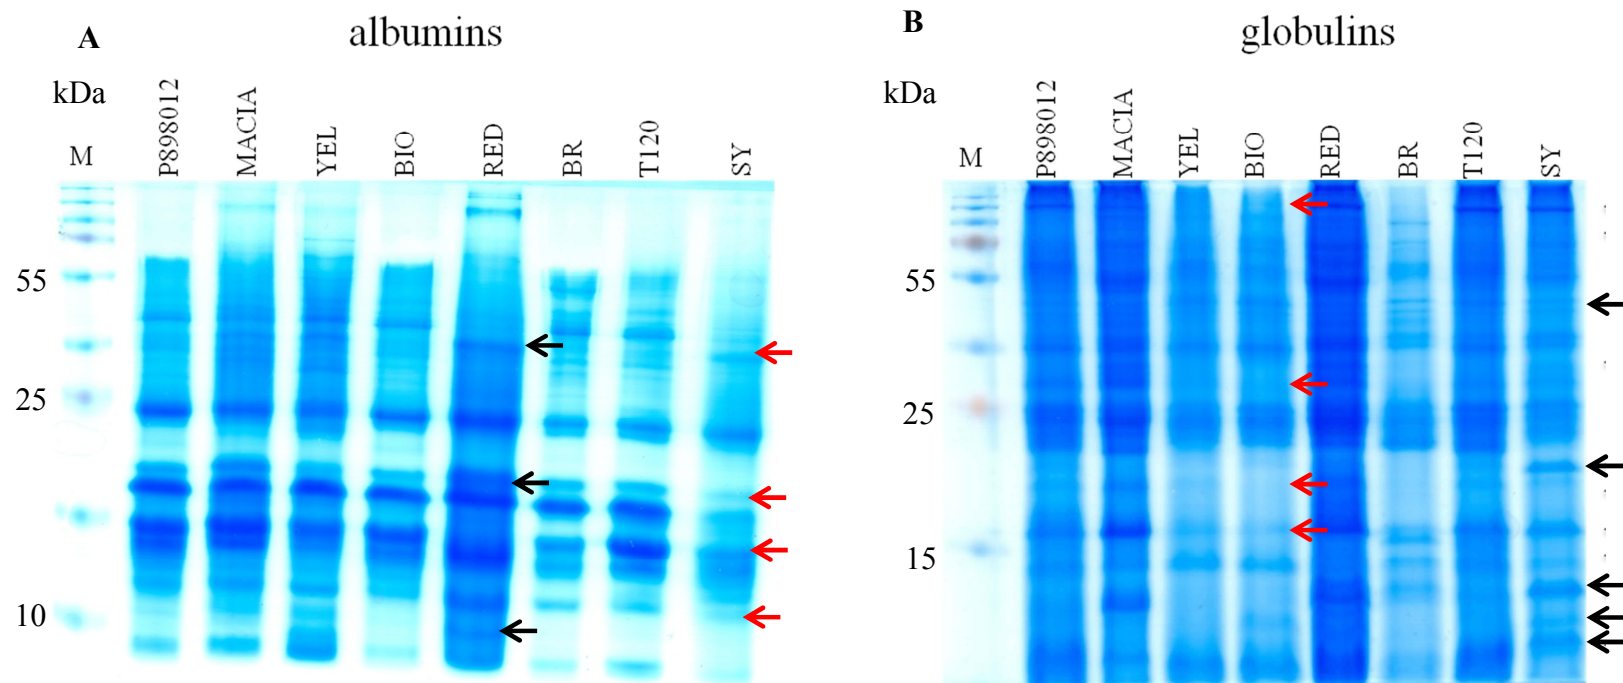 A
albumins
kDa
M
P898012
MACIA
YEL
BIO
RED
BR
T120
SY
55
25
10
B
globulins
kDa
M
P898012
MACIA
YEL
BIO
RED
BR
T120
SY
55
25
15